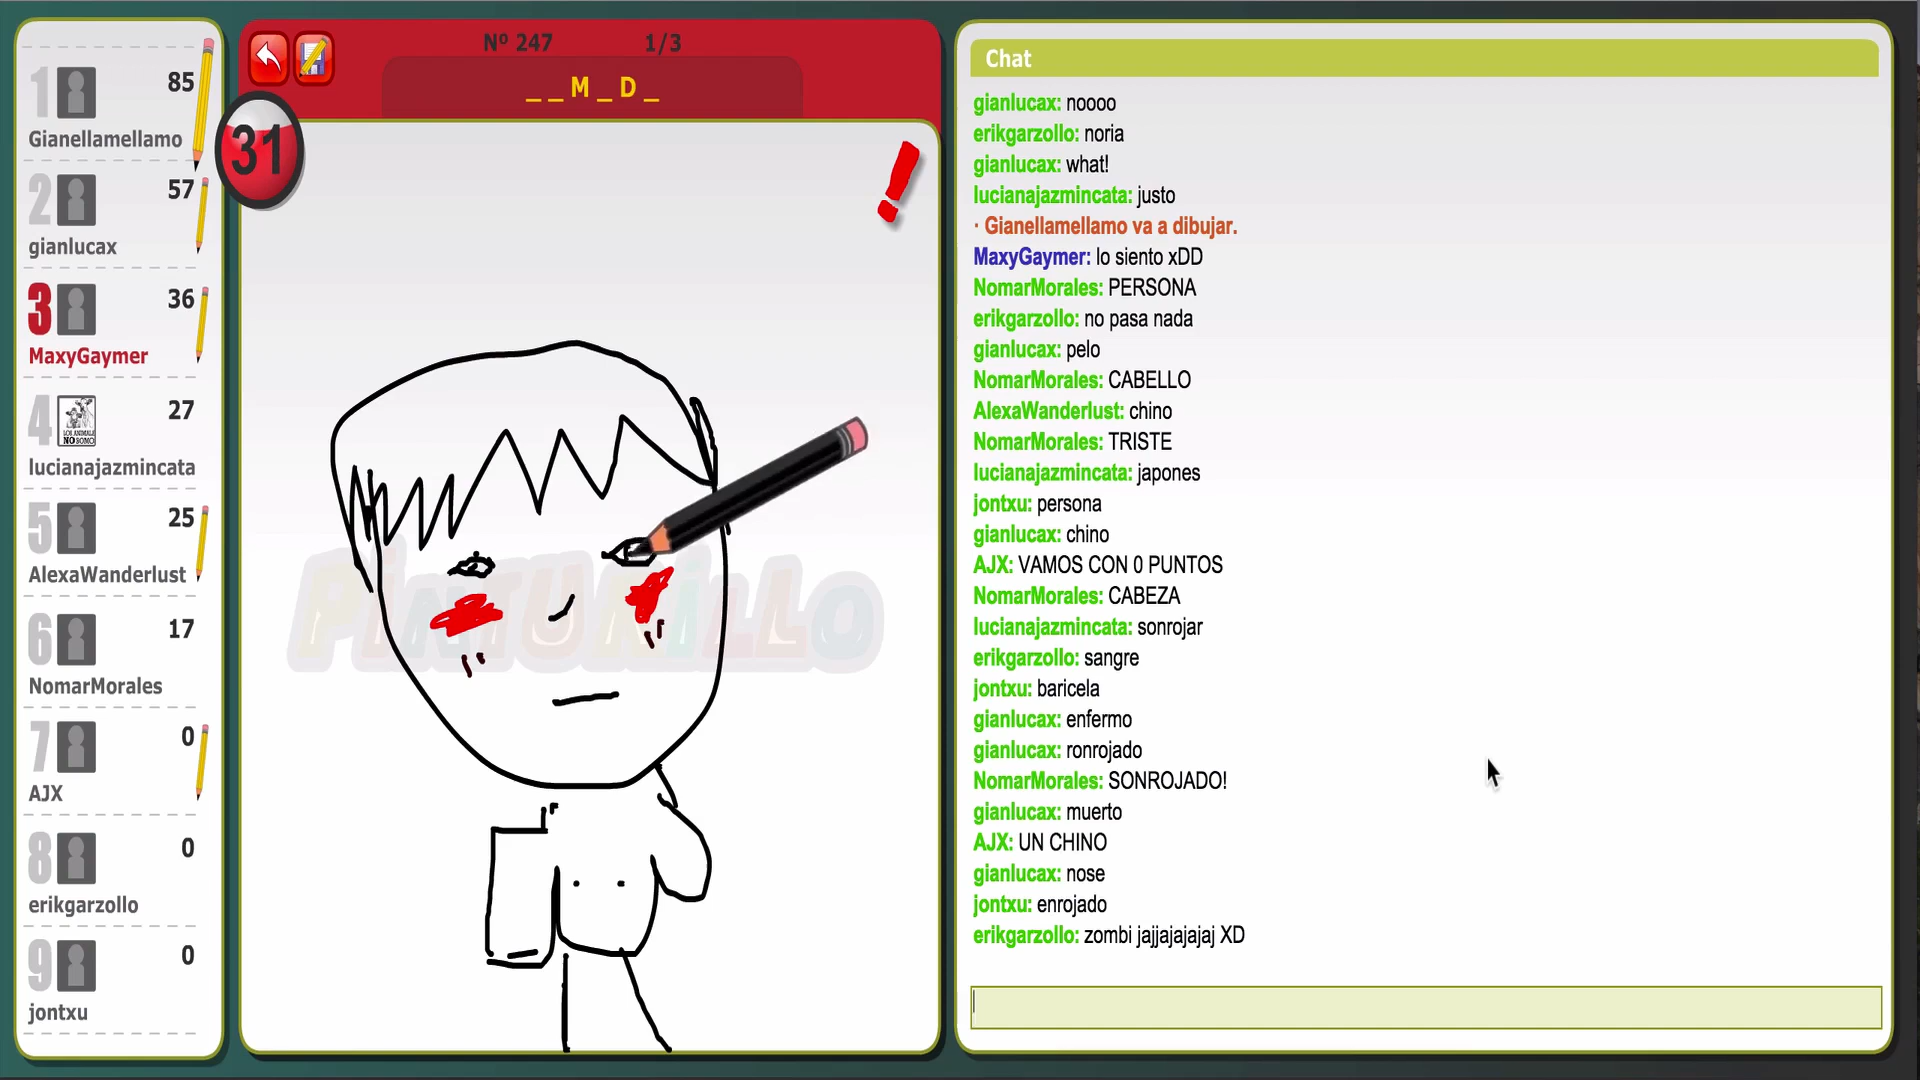 1 85
Gianellamellamo
2 57
gianlucax
3 36
MaxyGaymer
4 27
NO SOMO
lucianajazmincata
5 25
AlexaWanderlust
6 17
NomarMorales
7 0
AJX
8 0
erikgarzollo
9 0
jontxu
Nº 247 1/3
_ _ M _ D _
31
PiNTURiLLO
Chat
gianlucax: noooo
erikgarzollo: noria
gianlucax: what!
lucianajazmincata: justo
· Gianellamellamo va a dibujar.
MaxyGaymer: lo siento xDD
NomarMorales: PERSONA
erikgarzollo: no pasa nada
gianlucax: pelo
NomarMorales: CABELLO
AlexaWanderlust: chino
NomarMorales: TRISTE
lucianajazmincata: japones
jontxu: persona
gianlucax: chino
AJX: VAMOS CON 0 PUNTOS
NomarMorales: CABEZA
lucianajazmincata: sonrojar
erikgarzollo: sangre
jontxu: baricela
gianlucax: enfermo
gianlucax: ronrojado
NomarMorales: SONROJADO!
gianlucax: muerto
AJX: UN CHINO
gianlucax: nose
jontxu: enrojado
erikgarzollo: zombi jajjajajajaj XD